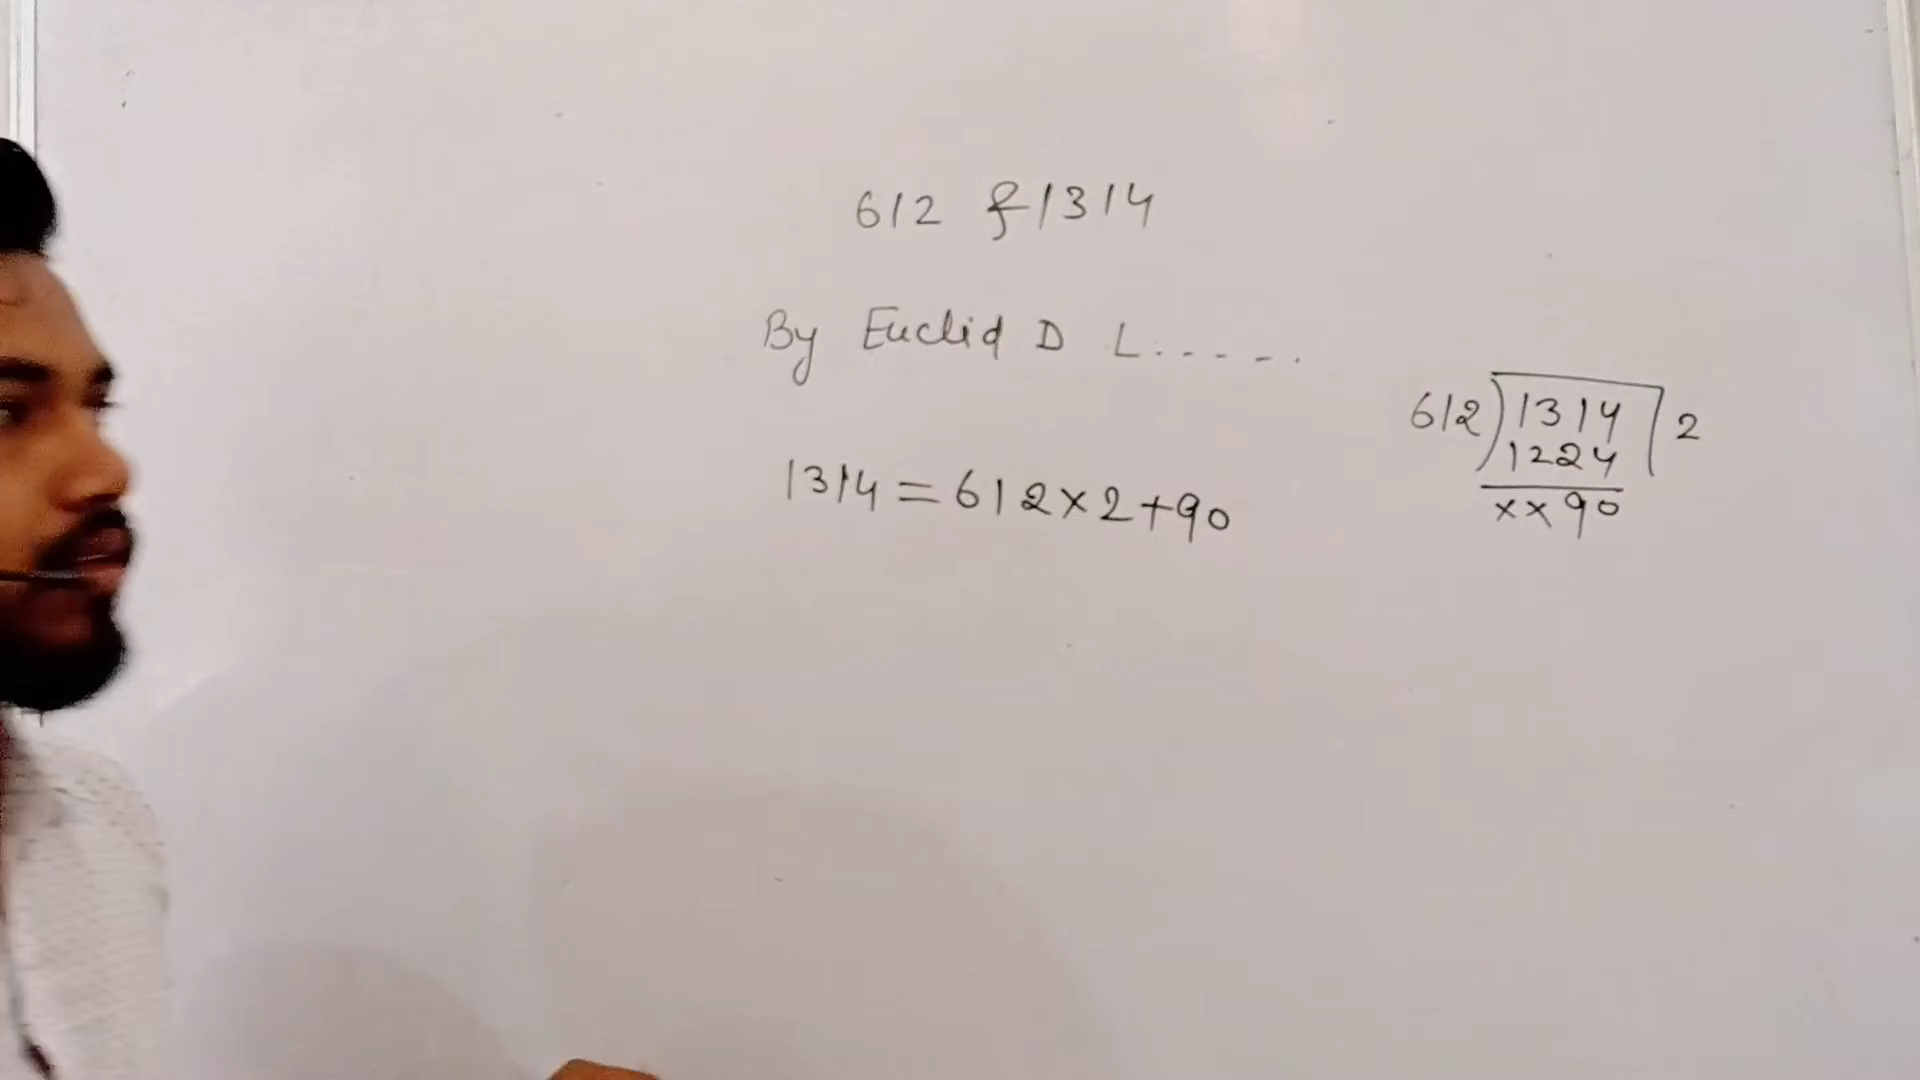 612 & 1314
By Euclid D L.....
1314 = 612 × 2 + 90
612) 1314 2
1224
××90